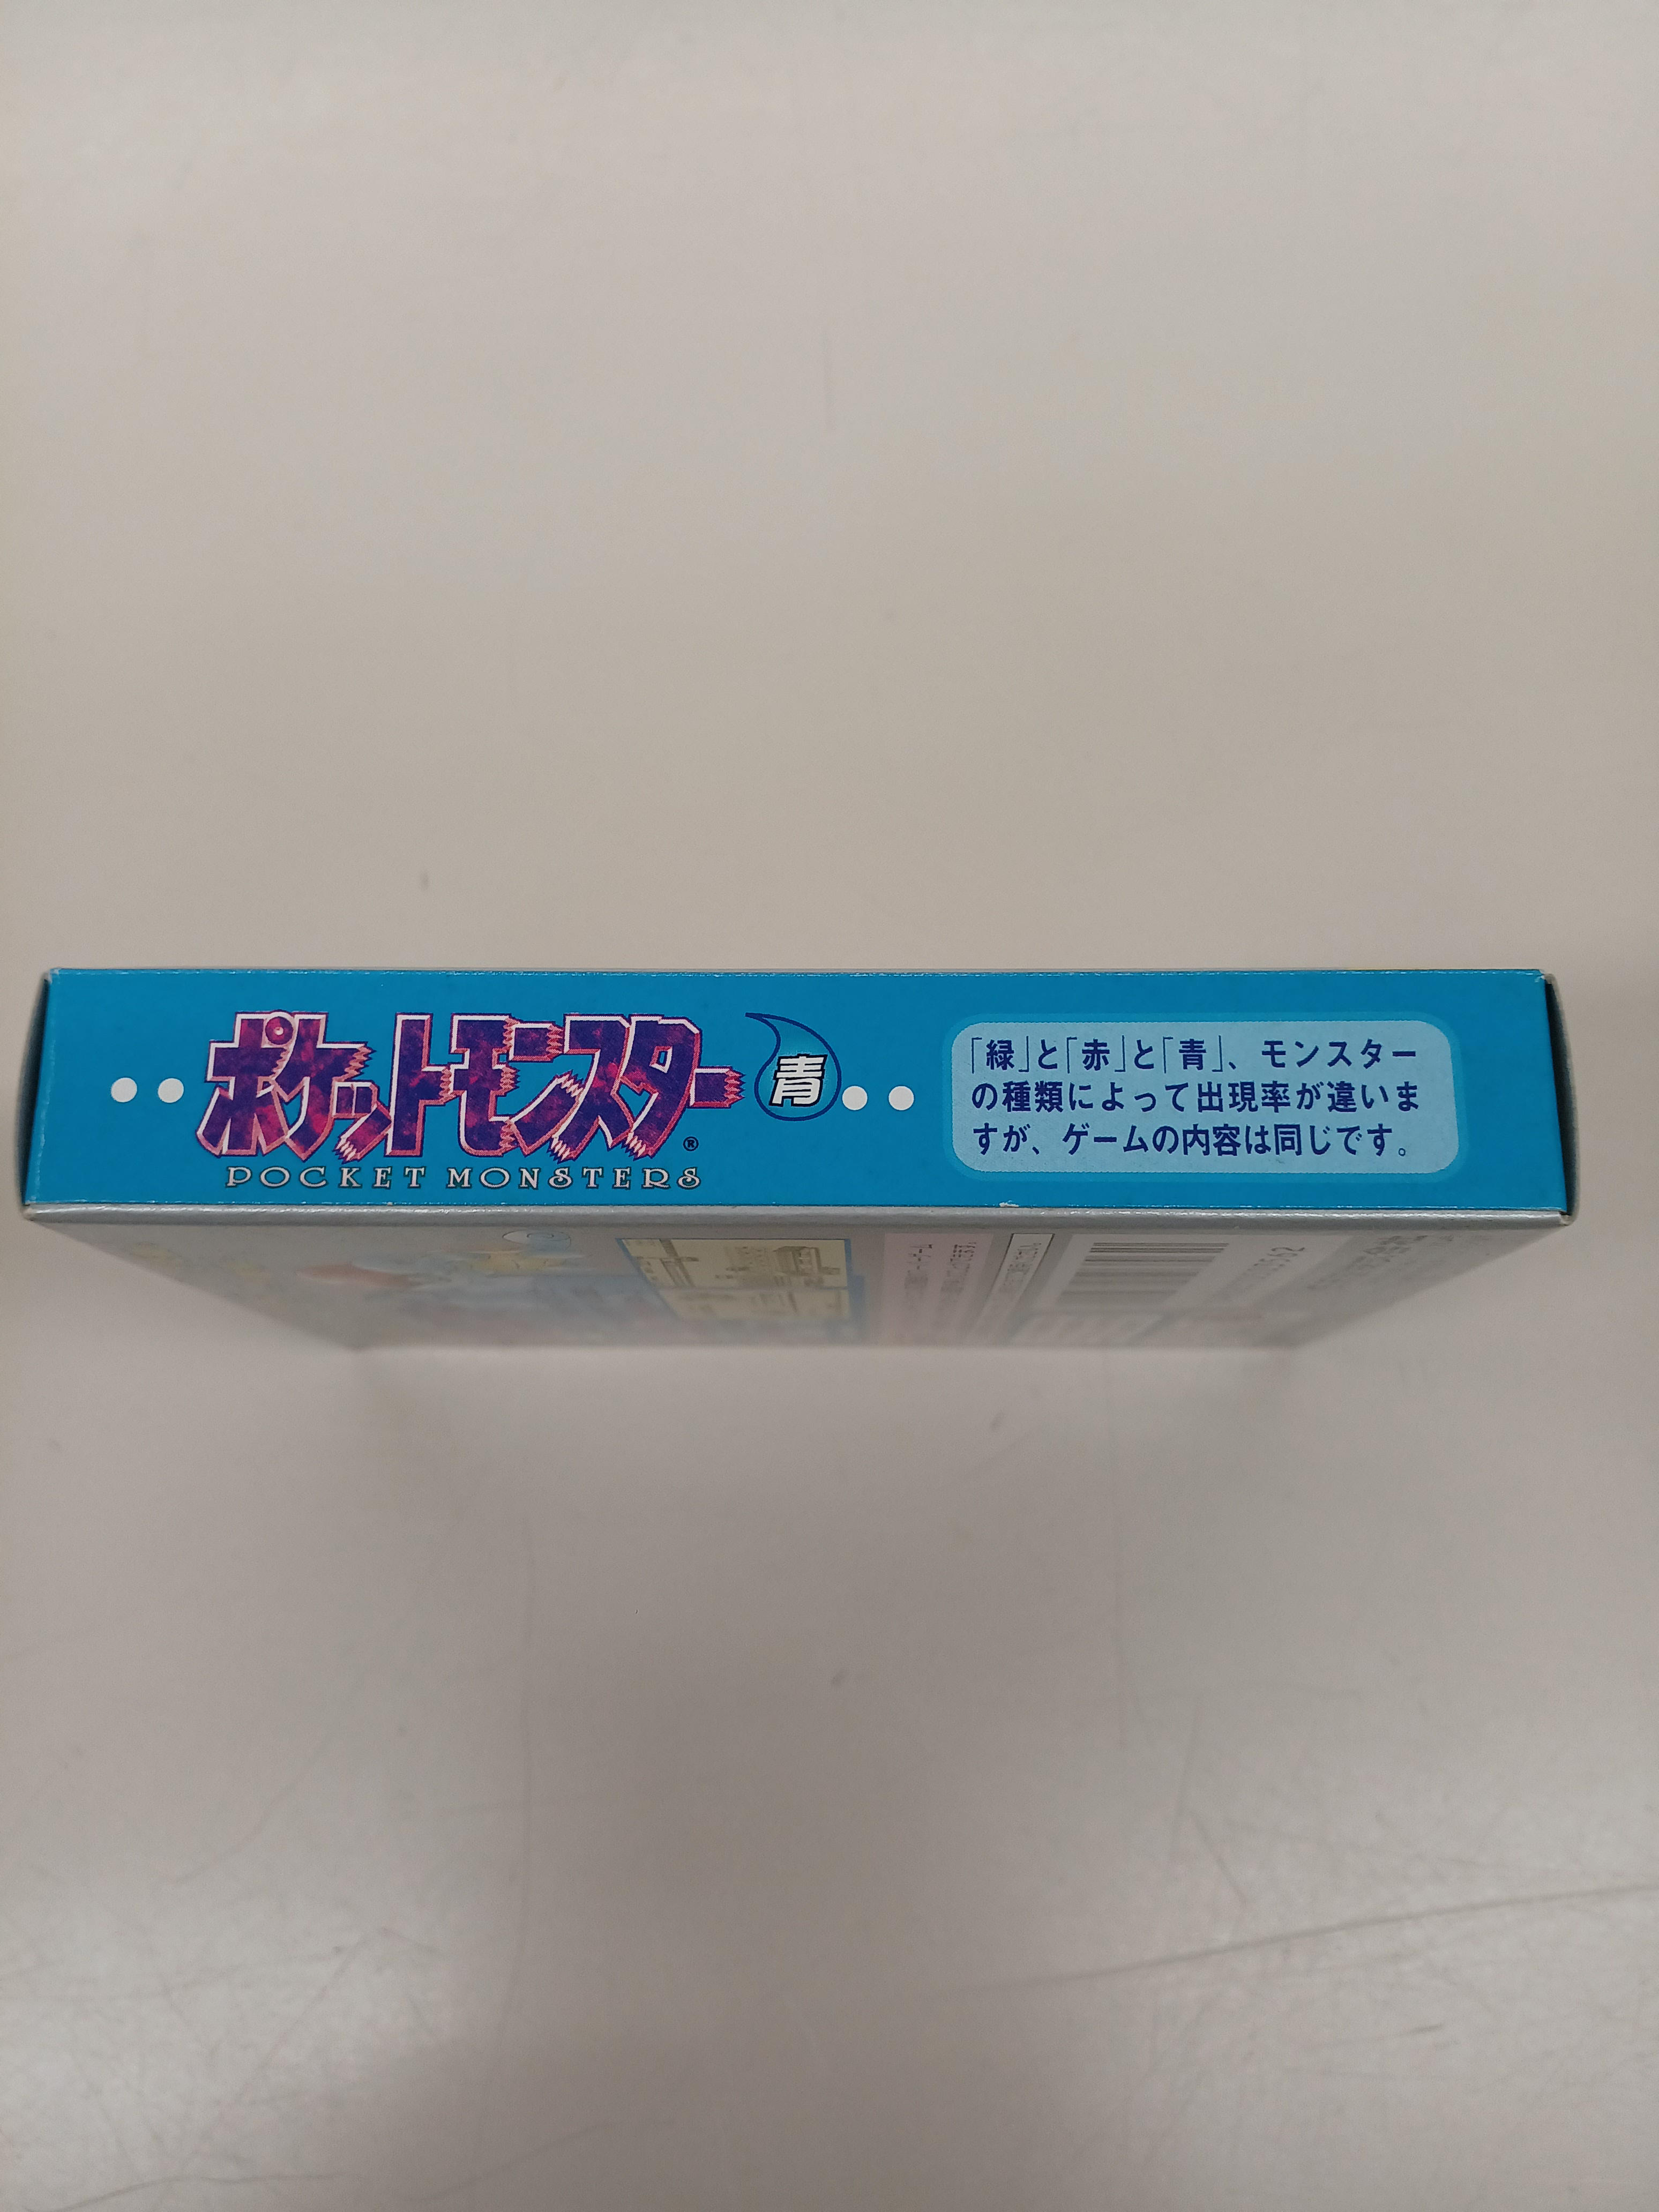 ポケットモンスター 青
®
POCKET MONSTERS
「緑」と「赤」と「青」、モンスター
の種類によって出現率が違いま
すが、ゲームの内容は同じです。